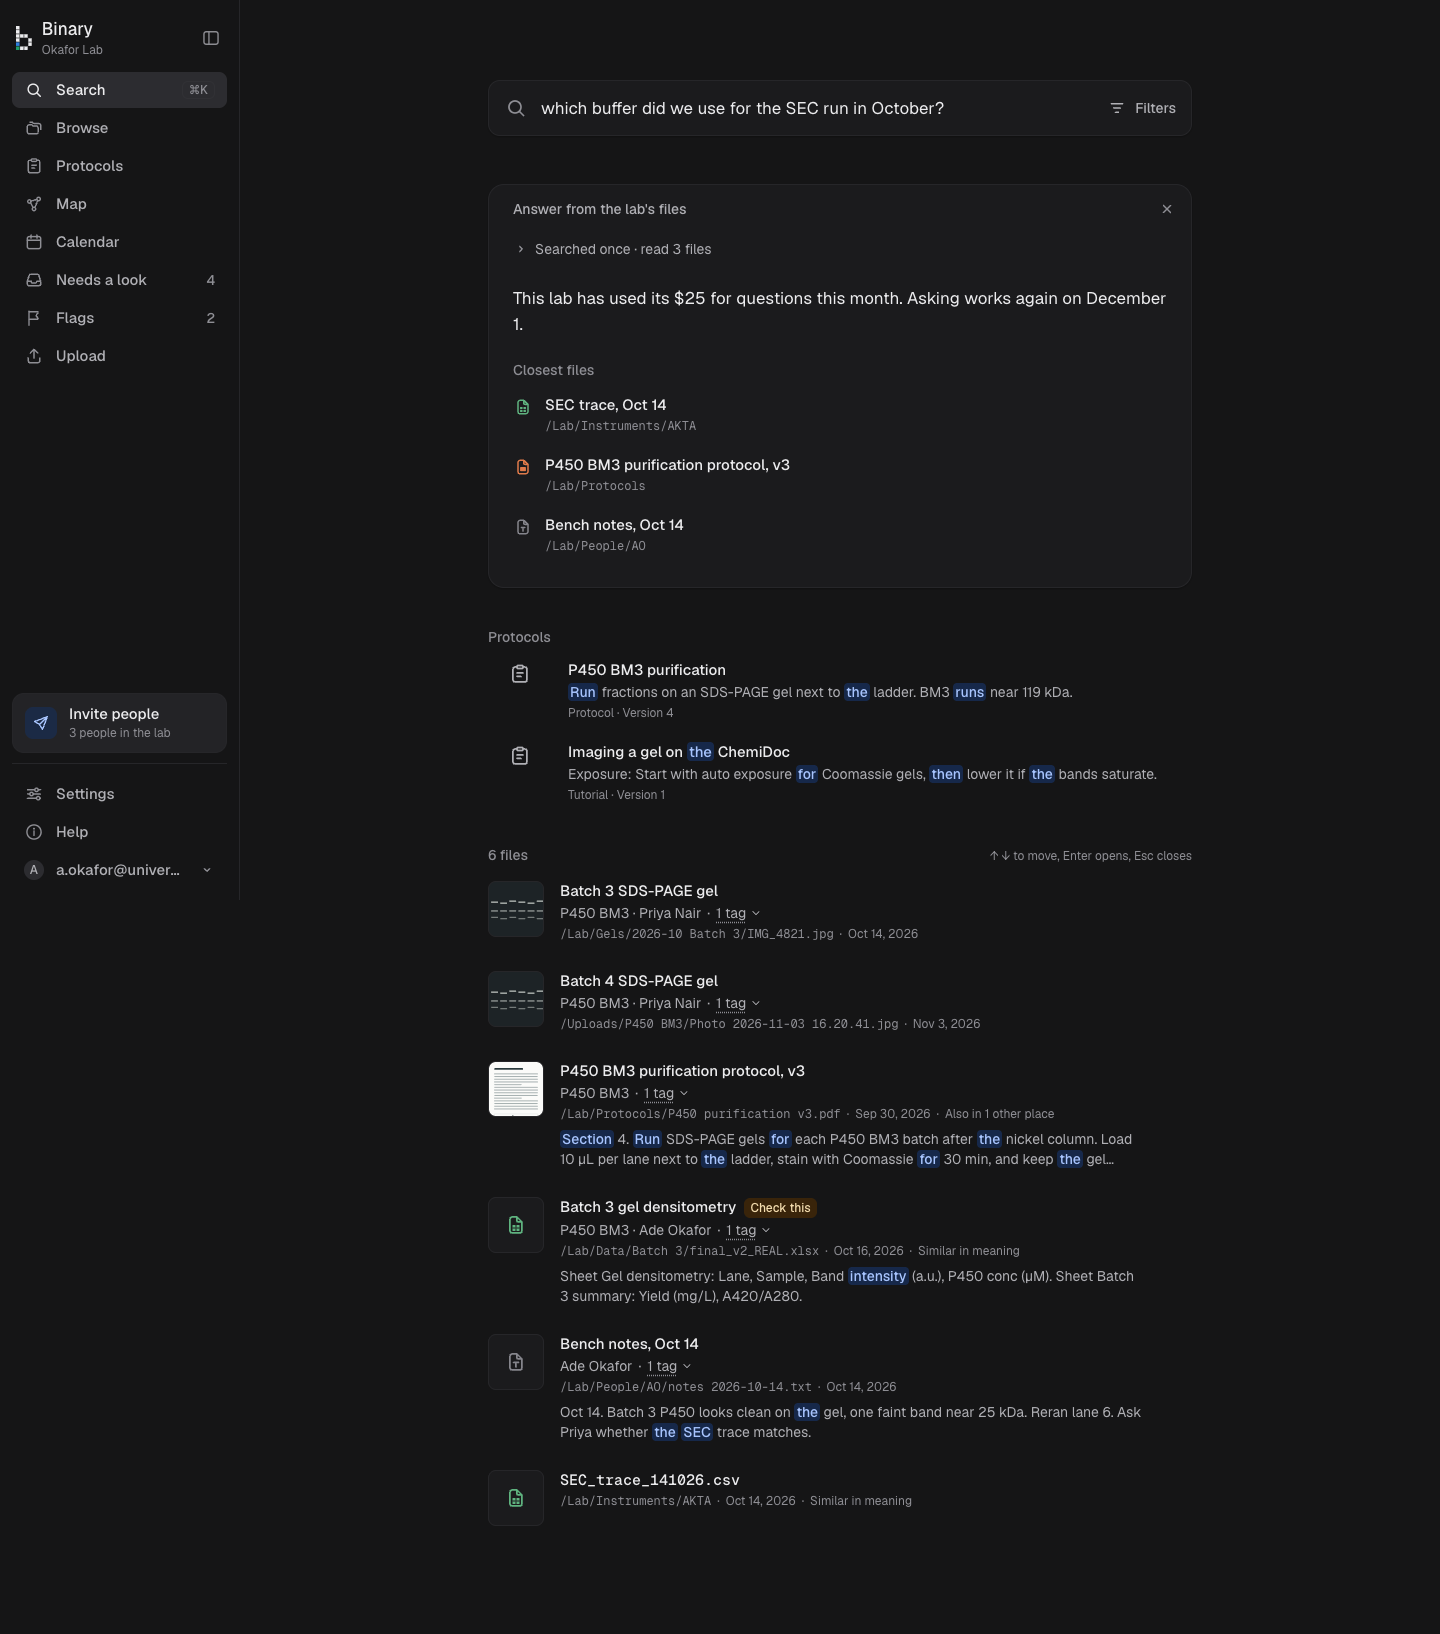 Binary
Okafor Lab
Search ⌘K
Browse
Protocols
Map
Calendar
Needs a look 4
Flags 2
Upload
Invite people
3 people in the lab
Settings
Help
A a.okafor@univer...
which buffer did we use for the SEC run in October?
Filters
Answer from the lab's files
Searched once · read 3 files
This lab has used its $25 for questions this month. Asking works again on December
1.
Closest files
SEC trace, Oct 14
/Lab/Instruments/AKTA
P450 BM3 purification protocol, v3
/Lab/Protocols
Bench notes, Oct 14
/Lab/People/AO
Protocols
P450 BM3 purification
Run fractions on an SDS-PAGE gel next to the ladder. BM3 runs near 119 kDa.
Protocol · Version 4
Imaging a gel on the ChemiDoc
Exposure: Start with auto exposure for Coomassie gels, then lower it if the bands saturate.
Tutorial · Version 1
6 files
↑↓ to move, Enter opens, Esc closes
Batch 3 SDS-PAGE gel
P450 BM3 · Priya Nair · 1 tag
/Lab/Gels/2026-10 Batch 3/IMG_4821.jpg · Oct 14, 2026
Batch 4 SDS-PAGE gel
P450 BM3 · Priya Nair · 1 tag
/Uploads/P450 BM3/Photo 2026-11-03 16.20.41.jpg · Nov 3, 2026
P450 BM3 purification protocol, v3
P450 BM3 · 1 tag
/Lab/Protocols/P450 purification v3.pdf · Sep 30, 2026 · Also in 1 other place
Section 4. Run SDS-PAGE gels for each P450 BM3 batch after the nickel column. Load
10 µL per lane next to the ladder, stain with Coomassie for 30 min, and keep the gel…
Batch 3 gel densitometry Check this
P450 BM3 · Ade Okafor · 1 tag
/Lab/Data/Batch 3/final_v2_REAL.xlsx · Oct 16, 2026 · Similar in meaning
Sheet Gel densitometry: Lane, Sample, Band intensity (a.u.), P450 conc (µM). Sheet Batch
3 summary: Yield (mg/L), A420/A280.
Bench notes, Oct 14
Ade Okafor · 1 tag
/Lab/People/AO/notes 2026-10-14.txt · Oct 14, 2026
Oct 14. Batch 3 P450 looks clean on the gel, one faint band near 25 kDa. Reran lane 6. Ask
Priya whether the SEC trace matches.
SEC_trace_141026.csv
/Lab/Instruments/AKTA · Oct 14, 2026 · Similar in meaning